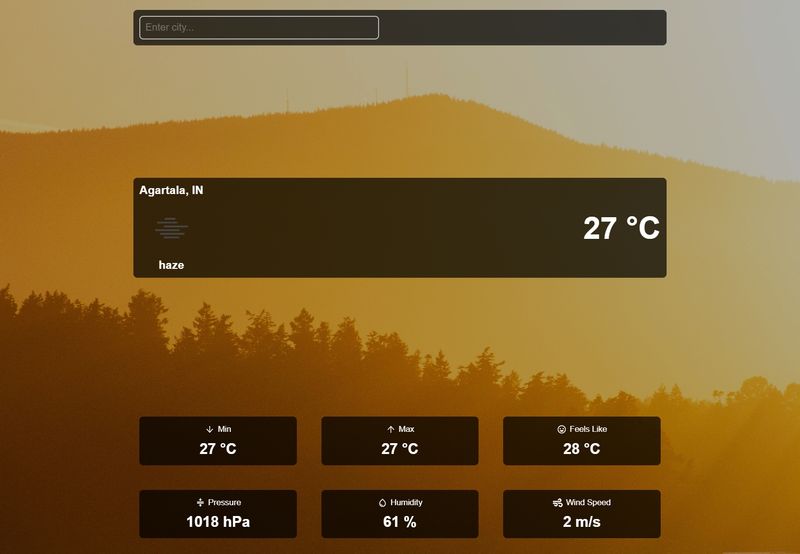 Enter city...
Agartala, IN
27 °C
haze
Min
27 °C
Max
27 °C
Feels Like
28 °C
Pressure
1018 hPa
Humidity
61 %
Wind Speed
2 m/s